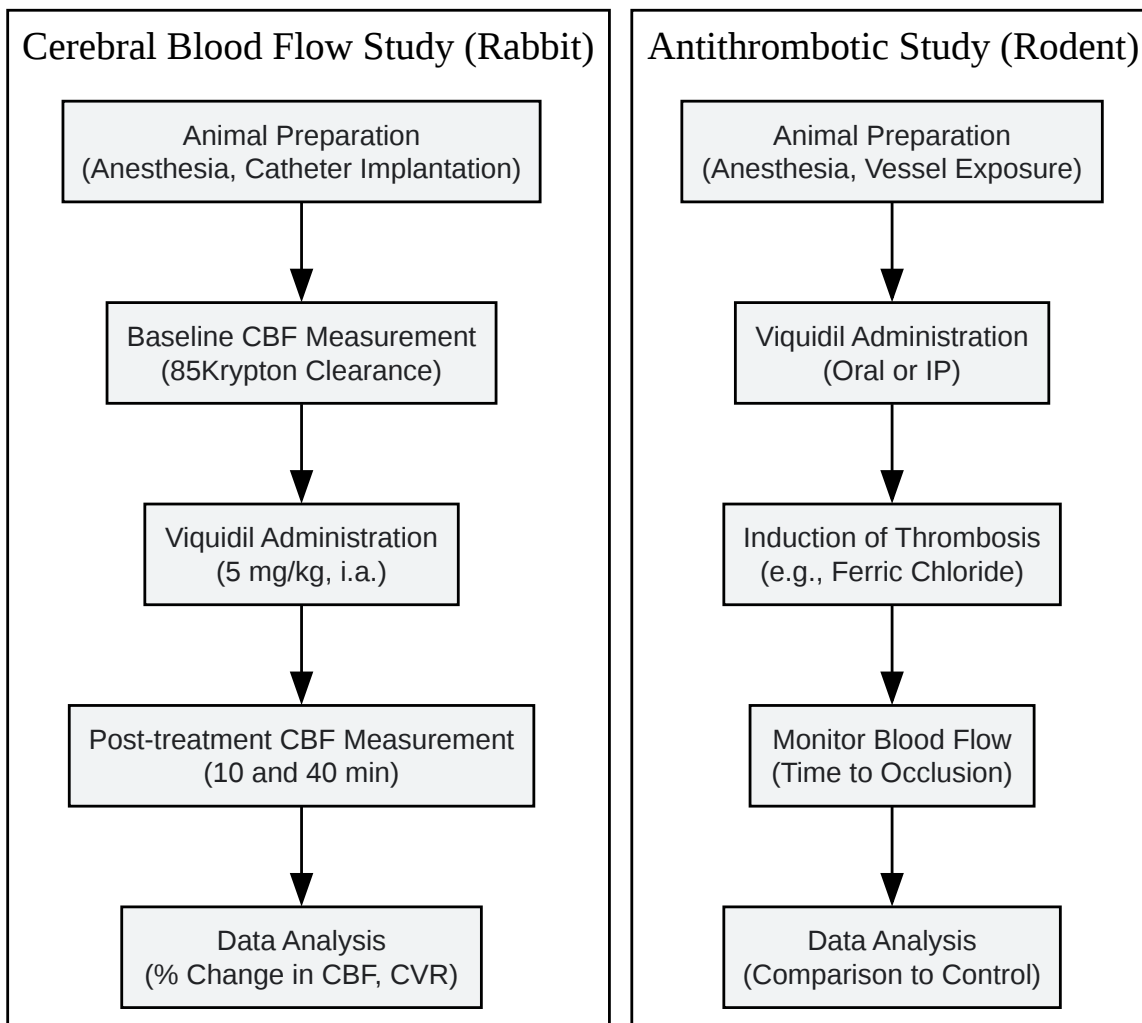 Cerebral Blood Flow Study (Rabbit)
Animal Preparation
(Anesthesia, Catheter Implantation)
Baseline CBF Measurement
(85Krypton Clearance)
Viquidil Administration
(5 mg/kg, i.a.)
Post-treatment CBF Measurement
(10 and 40 min)
Data Analysis
(% Change in CBF, CVR)
Antithrombotic Study (Rodent)
Animal Preparation
(Anesthesia, Vessel Exposure)
Viquidil Administration
(Oral or IP)
Induction of Thrombosis
(e.g., Ferric Chloride)
Monitor Blood Flow
(Time to Occlusion)
Data Analysis
(Comparison to Control)